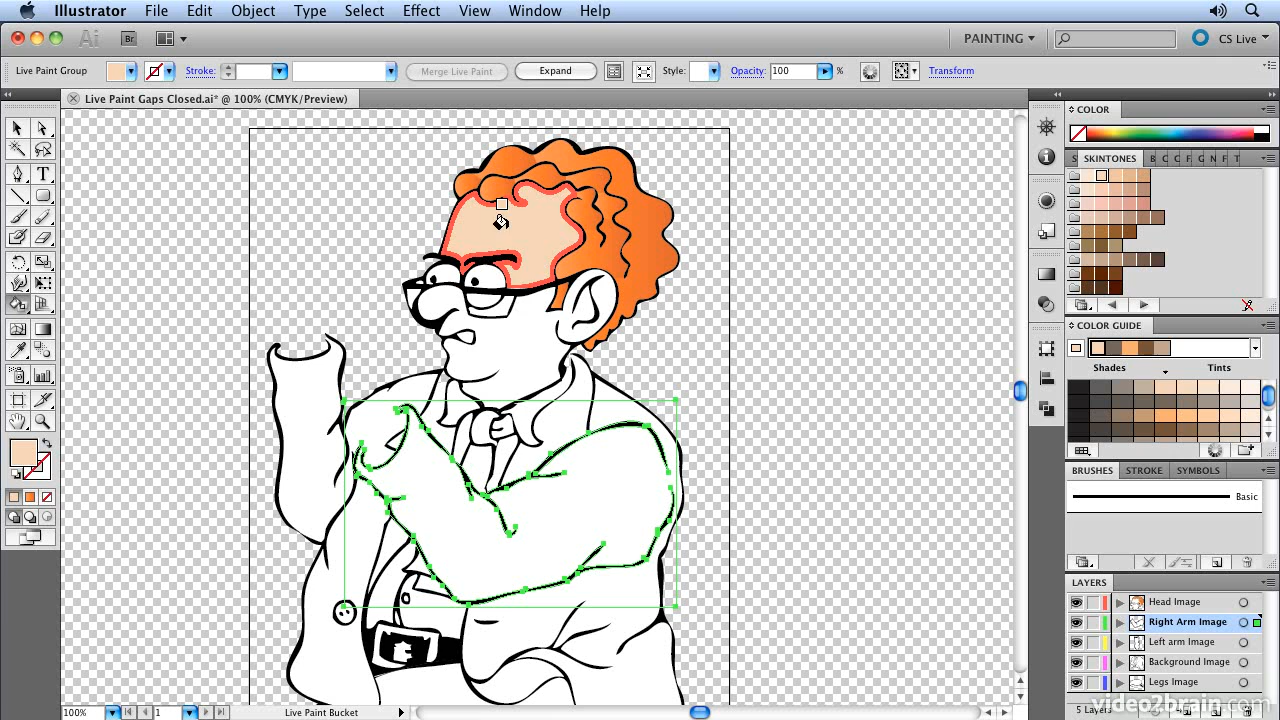 Illustrator File Edit Object Type Select Effect View Window Help
Ai Br PAINTING CS Live
Live Paint Group Stroke: Merge Live Paint Expand Style: Opacity: 100 % Transform
Live Paint Gaps Closed.ai* @ 100% (CMYK/Preview)
COLOR
S SKINTONES B C C F G N F T
COLOR GUIDE
Shades Tints
BRUSHES STROKE SYMBOLS
Basic
LAYERS
Head Image
Right Arm Image
Left arm Image
Background Image
Legs Image
5 Layers
100% 1 Live Paint Bucket
video2brain.com